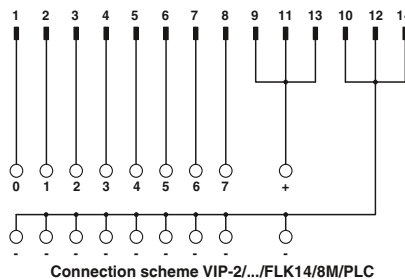 1 2 3 4 5 6 7 8 9 11 13 10 12 14
0 1 2 3 4 5 6 7 +
- - - - - - - - -
Connection scheme VIP-2/.../FLK14/8M/PLC